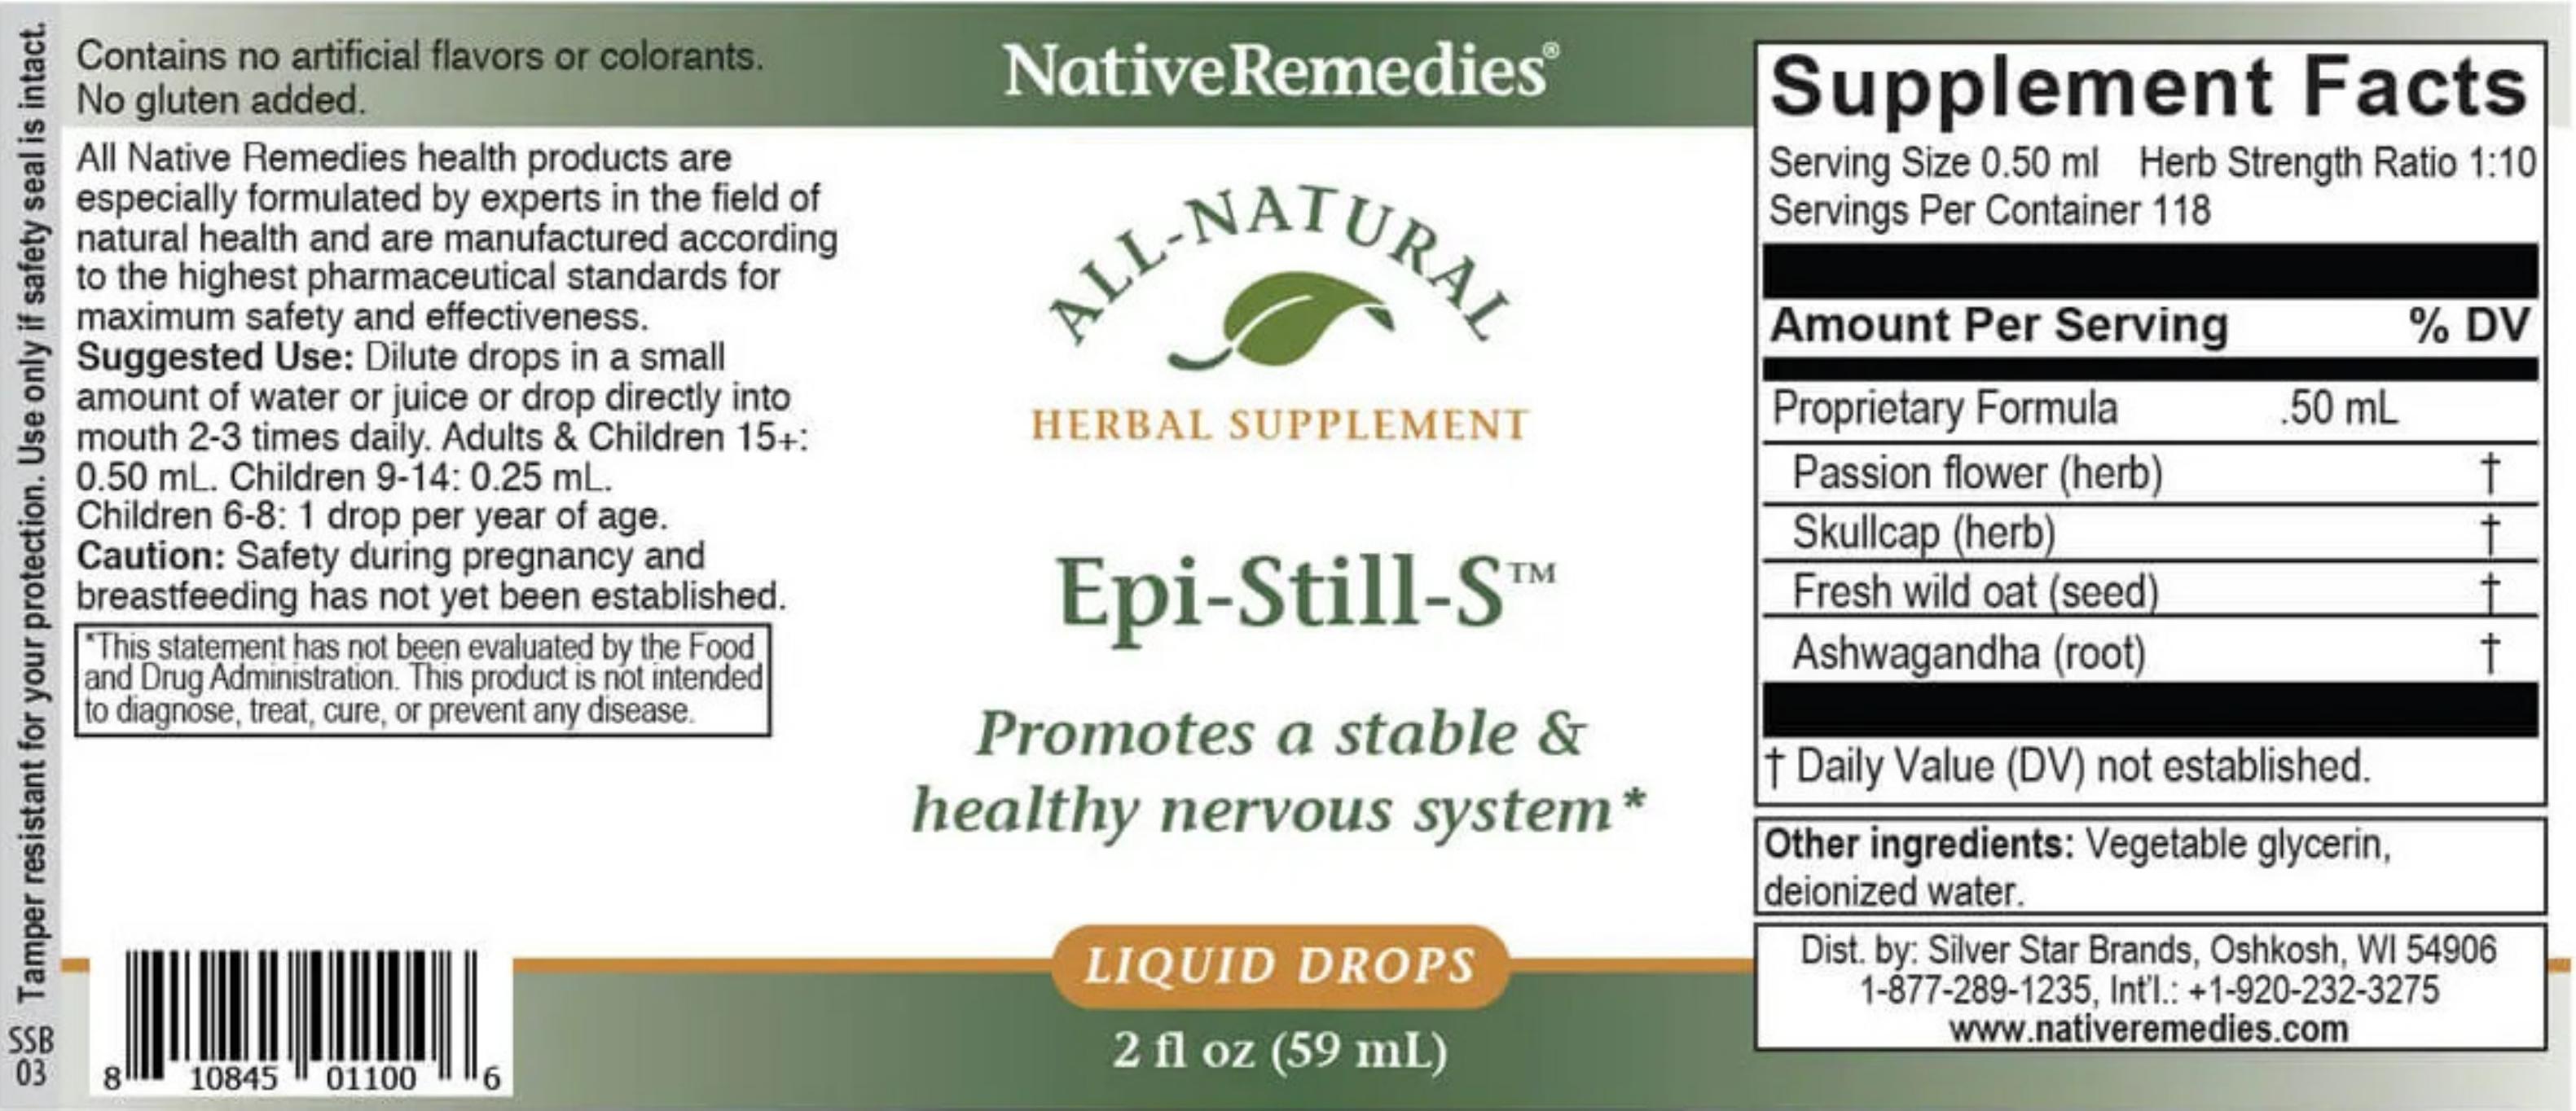 Tamper resistant for your protection. Use only if safety seal is intact.
SSB
03
Contains no artificial flavors or colorants.
No gluten added.
All Native Remedies health products are
especially formulated by experts in the field of
natural health and are manufactured according
to the highest pharmaceutical standards for
maximum safety and effectiveness.
Suggested Use: Dilute drops in a small
amount of water or juice or drop directly into
mouth 2-3 times daily. Adults & Children 15+:
0.50 mL. Children 9-14: 0.25 mL.
Children 6-8: 1 drop per year of age.
Caution: Safety during pregnancy and
breastfeeding has not yet been established.
*This statement has not been evaluated by the Food
and Drug Administration. This product is not intended
to diagnose, treat, cure, or prevent any disease.
8 10845 01100 6
NativeRemedies®
ALL-NATURAL
HERBAL SUPPLEMENT
Epi-Still-S™
Promotes a stable &
healthy nervous system*
LIQUID DROPS
2 fl oz (59 mL)
Supplement Facts
Serving Size 0.50 ml Herb Strength Ratio 1:10
Servings Per Container 118
Amount Per Serving % DV
Proprietary Formula .50 mL
Passion flower (herb) †
Skullcap (herb) †
Fresh wild oat (seed) †
Ashwagandha (root) †
† Daily Value (DV) not established.
Other ingredients: Vegetable glycerin,
deionized water.
Dist. by: Silver Star Brands, Oshkosh, WI 54906
1-877-289-1235, Int'l.: +1-920-232-3275
www.nativeremedies.com